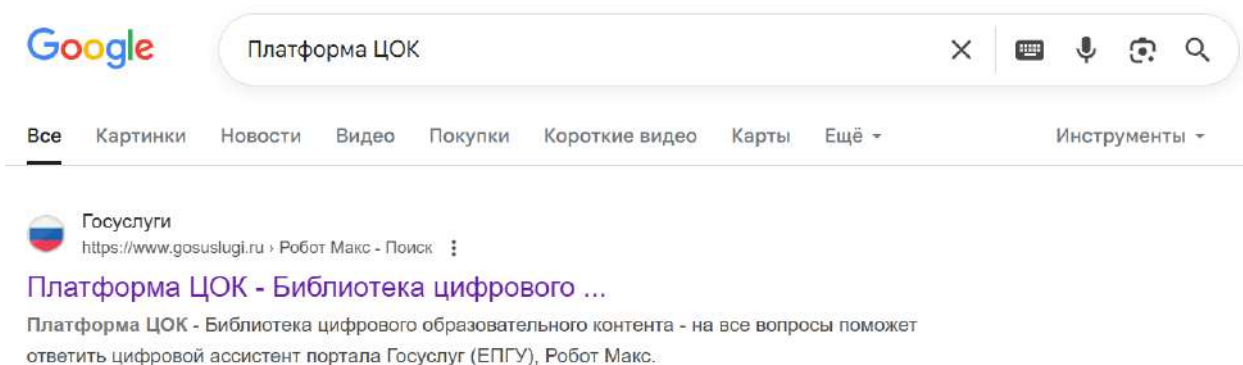 Google
Платформа ЦОК
Все Картинки Новости Видео Покупки Короткие видео Карты Ещё Инструменты
Госуслуги
https://www.gosuslugi.ru › Робот Макс - Поиск
Платформа ЦОК - Библиотека цифрового ...
Платформа ЦОК - Библиотека цифрового образовательного контента - на все вопросы поможет
ответить цифровой ассистент портала Госуслуг (ЕПГУ), Робот Макс.